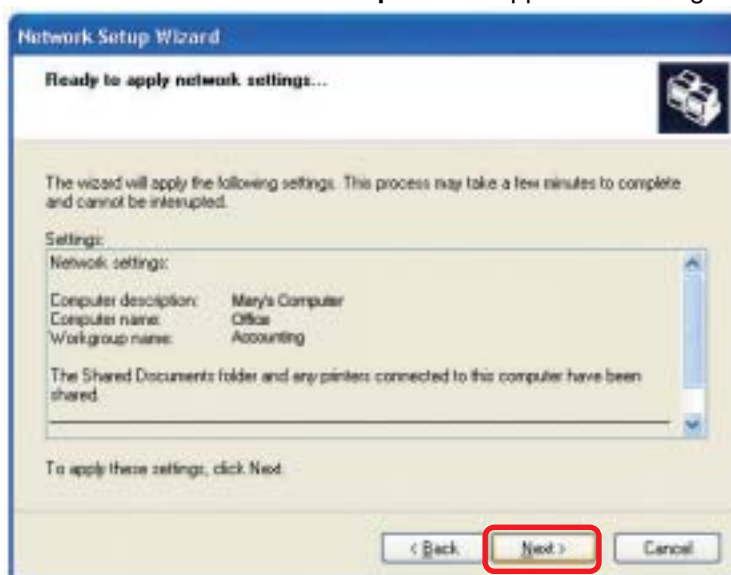 Network Setup Wizard
Ready to apply network settings...
The wizard will apply the following settings. This process may take a few minutes to complete
and cannot be interrupted.
Settings:
Network settings:
Computer description: Mary's Computer
Computer name: Office
Workgroup name: Accounting
The Shared Documents folder and any printers connected to this computer have been
shared.
To apply these settings, click Next.
< Back Next > Cancel